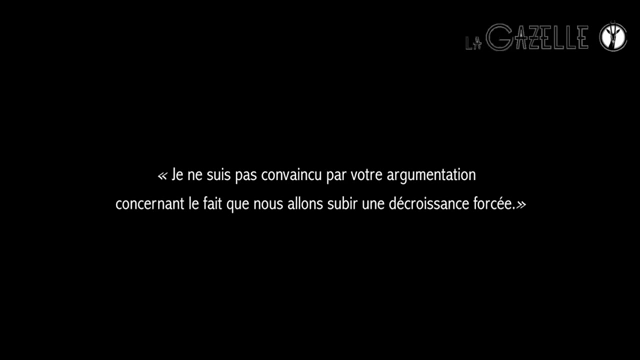 LA GAZELLE
« Je ne suis pas convaincu par votre argumentation
concernant le fait que nous allons subir une décroissance forcée.»